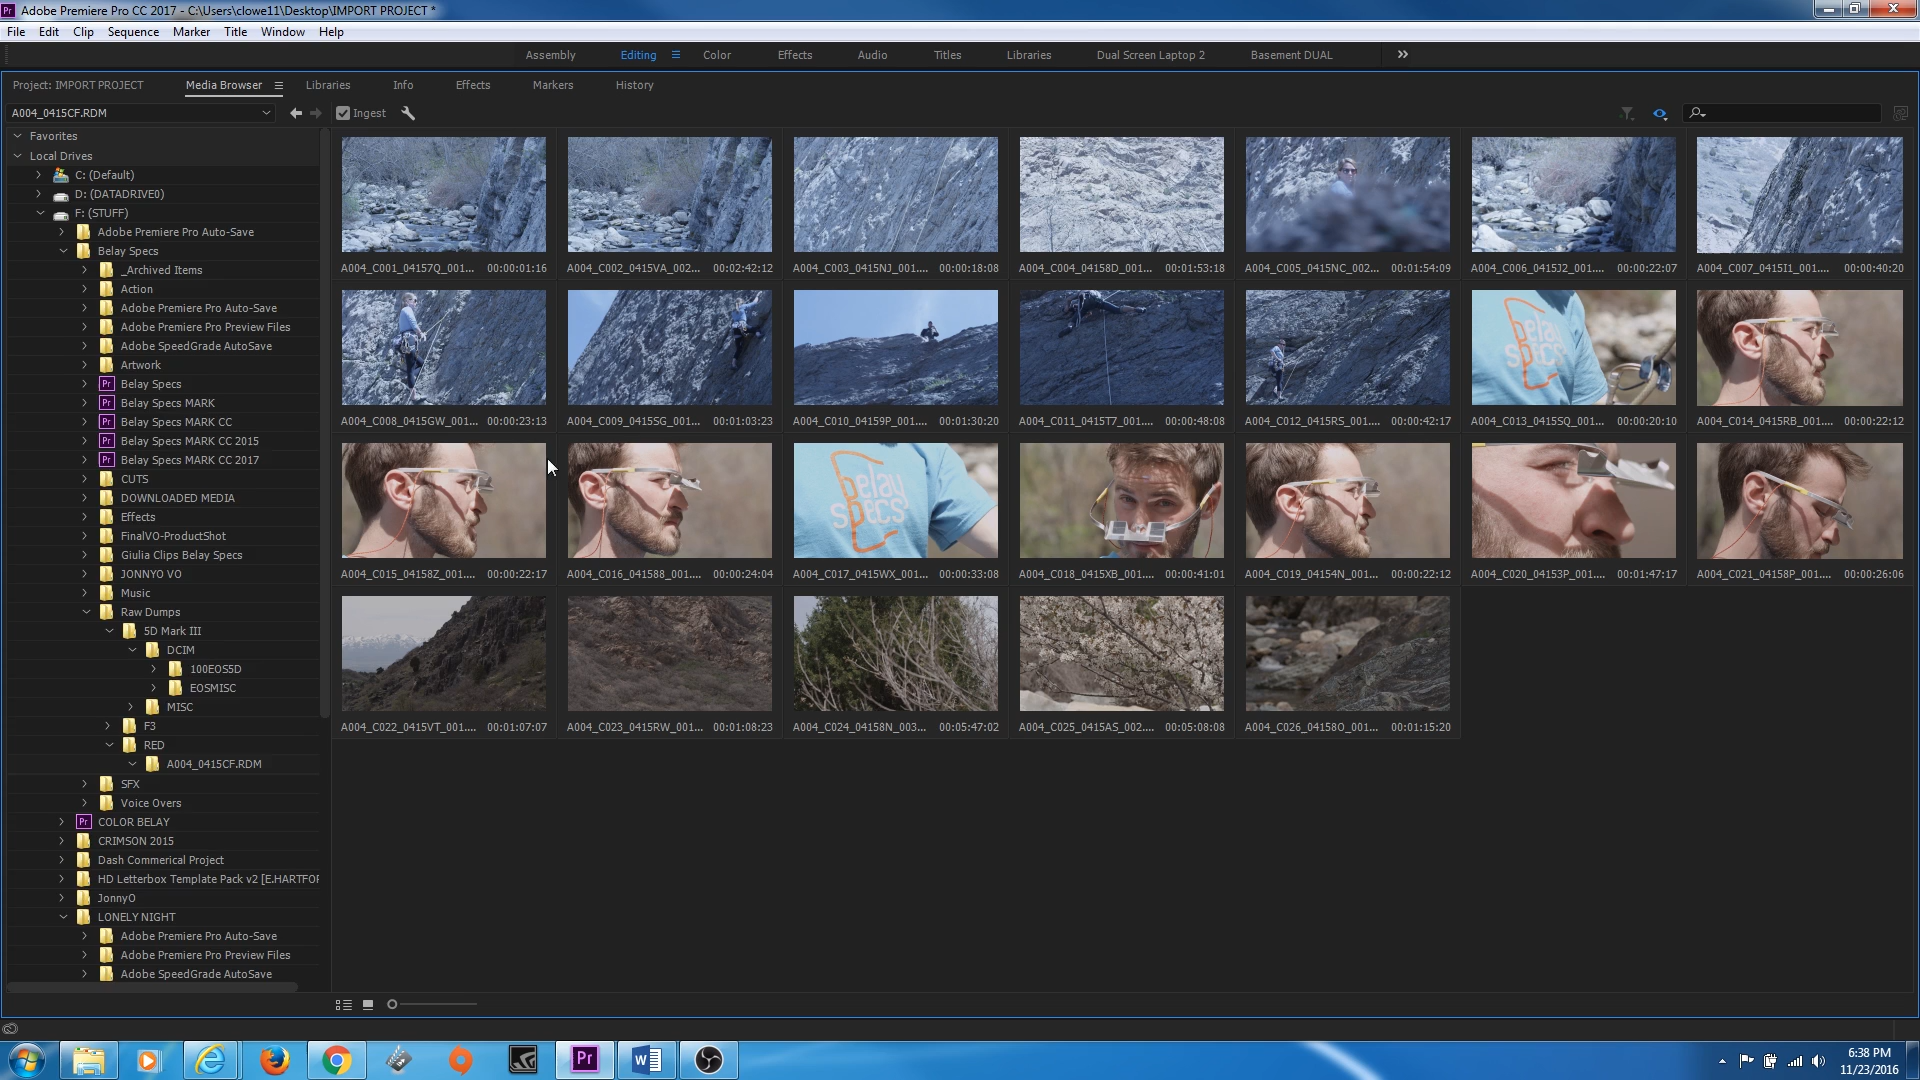 Adobe Premiere Pro CC 2017 - C:\Users\clowe11\Desktop\IMPORT PROJECT *
File Edit Clip Sequence Marker Title Window Help
Assembly Editing Color Effects Audio Titles Libraries Dual Screen Laptop 2 Basement DUAL
Project: IMPORT PROJECT Media Browser Libraries Info Effects Markers History
A004_0415CF.RDM Ingest
Favorites
Local Drives
C: (Default)
D: (DATADRIVE0)
F: (STUFF)
Adobe Premiere Pro Auto-Save
Belay Specs
_Archived Items
Action
Adobe Premiere Pro Auto-Save
Adobe Premiere Pro Preview Files
Adobe SpeedGrade AutoSave
Artwork
Belay Specs
Belay Specs MARK
Belay Specs MARK CC
Belay Specs MARK CC 2015
Belay Specs MARK CC 2017
CUTS
DOWNLOADED MEDIA
Effects
FinalVO-ProductShot
Giulia Clips Belay Specs
JONNYO VO
Music
Raw Dumps
5D Mark III
DCIM
100EOS5D
EOSMISC
MISC
F3
RED
A004_0415CF.RDM
SFX
Voice Overs
COLOR BELAY
CRIMSON 2015
Dash Commerical Project
HD Letterbox Template Pack v2 [E.HARTFOR
JonnyO
LONELY NIGHT
Adobe Premiere Pro Auto-Save
Adobe Premiere Pro Preview Files
Adobe SpeedGrade AutoSave
A004_C001_04157Q_001... 00:00:01:16 A004_C002_0415VA_002... 00:02:42:12 A004_C003_0415NJ_001.... 00:00:18:08 A004_C004_04158D_001... 00:01:53:18 A004_C005_0415NC_002... 00:01:54:09 A004_C006_0415J2_001... 00:00:22:07 A004_C007_0415I1_001.... 00:00:40:20
A004_C008_0415GW_001... 00:00:23:13 A004_C009_0415SG_001... 00:01:03:23 A004_C010_04159P_001... 00:01:30:20 A004_C011_0415T7_001... 00:00:48:08 A004_C012_0415RS_001... 00:00:42:17 A004_C013_0415SQ_001... 00:00:20:10 A004_C014_0415RB_001... 00:00:22:12
Belay
SPECS
A004_C015_04158Z_001... 00:00:22:17 A004_C016_041588_001.... 00:00:24:04 A004_C017_0415WX_001... 00:00:33:08 A004_C018_0415XB_001... 00:00:41:01 A004_C019_04154N_001... 00:00:22:12 A004_C020_04153P_001... 00:01:47:17 A004_C021_04158P_001... 00:00:26:06
Belay
SPECS
A004_C022_0415VT_001.... 00:01:07:07 A004_C023_0415RW_001... 00:01:08:23 A004_C024_04158N_003... 00:05:47:02 A004_C025_0415AS_002.... 00:05:08:08 A004_C026_04158O_001... 00:01:15:20
Pr
6:38 PM
11/23/2016